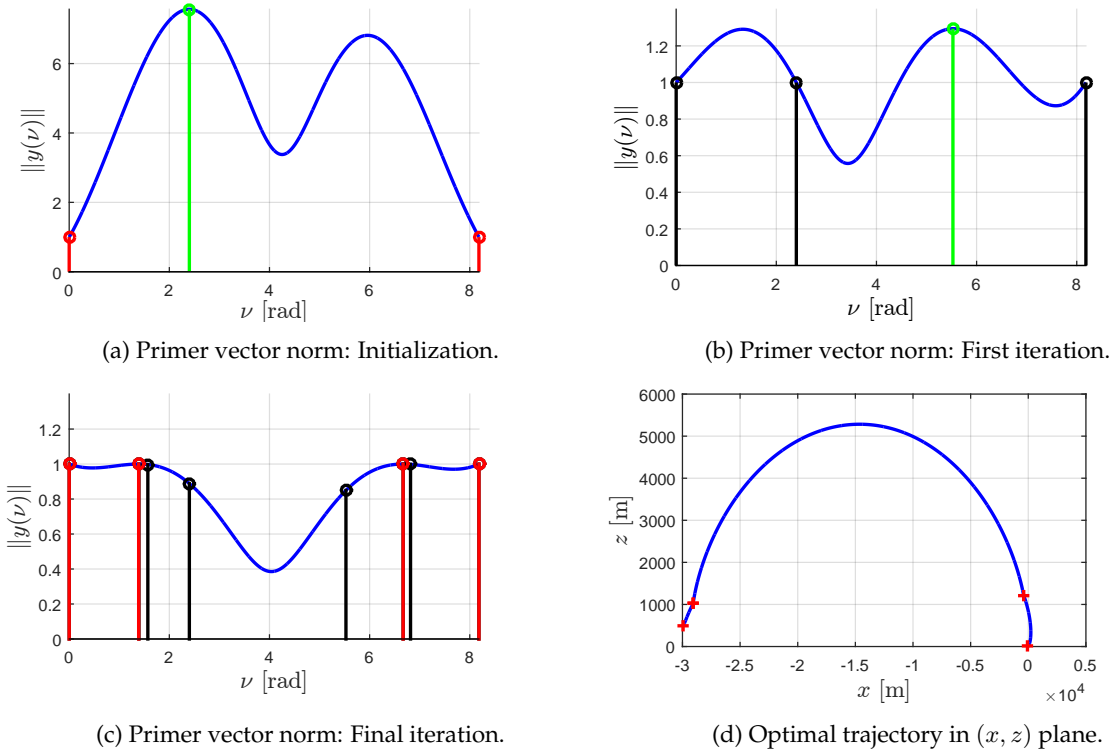 ‖y(ν)‖
6
4
2
0
0 2 4 6 8
ν [rad]
(a) Primer vector norm: Initialization.
‖y(ν)‖
1.2
1
0.8
0.6
0.4
0.2
0
0 2 4 6 8
ν [rad]
(b) Primer vector norm: First iteration.
‖y(ν)‖
1.2
1
0.8
0.6
0.4
0.2
0
0 2 4 6 8
ν [rad]
(c) Primer vector norm: Final iteration.
z [m]
6000
5000
4000
3000
2000
1000
0
-3 -2.5 -2 -1.5 -1 -0.5 0 0.5
x [m]
×10⁴
(d) Optimal trajectory in (x, z) plane.